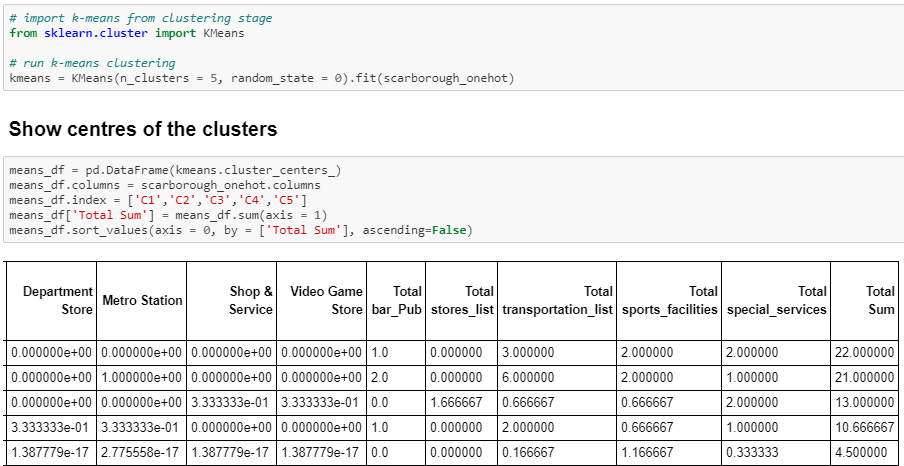 # import k-means from clustering stage
from sklearn.cluster import KMeans
# run k-means clustering
kmeans = KMeans(n_clusters = 5, random_state = 0).fit(scarborough_onehot)
Show centres of the clusters
means_df = pd.DataFrame(kmeans.cluster_centers_)
means_df.columns = scarborough_onehot.columns
means_df.index = ['C1','C2','C3','C4','C5']
means_df['Total Sum'] = means_df.sum(axis = 1)
means_df.sort_values(axis = 0, by = ['Total Sum'], ascending=False)
Department Store Metro Station Shop & Service Video Game Store Total bar_Pub Total stores_list Total transportation_list Total sports_facilities Total special_services Total Sum
0.000000e+00 0.000000e+00 0.000000e+00 0.000000e+00 1.0 0.000000 3.000000 2.000000 2.000000 22.000000
0.000000e+00 1.000000e+00 0.000000e+00 0.000000e+00 2.0 0.000000 6.000000 2.000000 1.000000 21.000000
0.000000e+00 0.000000e+00 3.333333e-01 3.333333e-01 0.0 1.666667 0.666667 0.666667 2.000000 13.000000
3.333333e-01 3.333333e-01 0.000000e+00 0.000000e+00 1.0 0.000000 2.000000 0.666667 1.000000 10.666667
1.387779e-17 2.775558e-17 1.387779e-17 1.387779e-17 0.0 0.000000 0.166667 1.166667 0.333333 4.500000